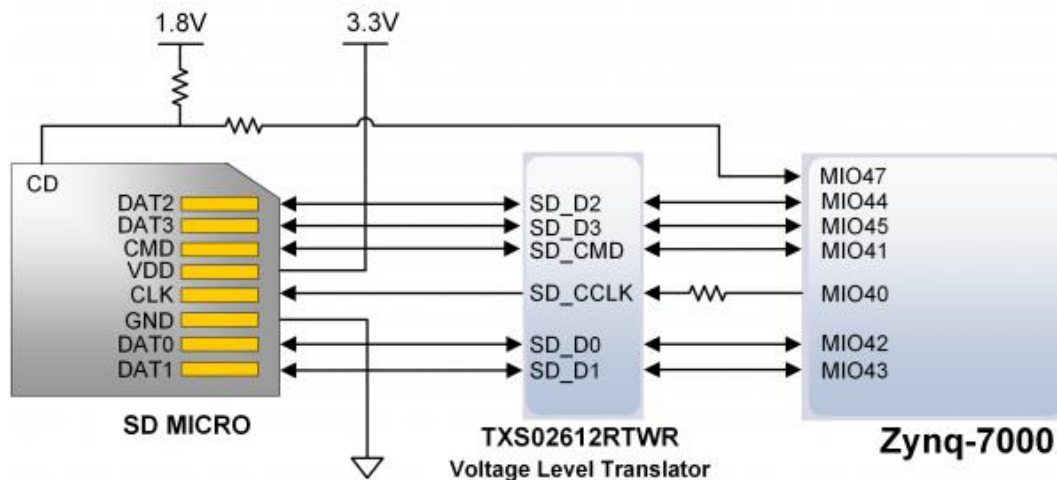 1.8V 3.3V
CD
MIO47
DAT2 SD_D2 MIO44
DAT3 SD_D3 MIO45
CMD SD_CMD MIO41
VDD
CLK SD_CCLK MIO40
GND
DAT0 SD_D0 MIO42
DAT1 SD_D1 MIO43
SD MICRO
TXS02612RTWR
Voltage Level Translator
Zynq-7000